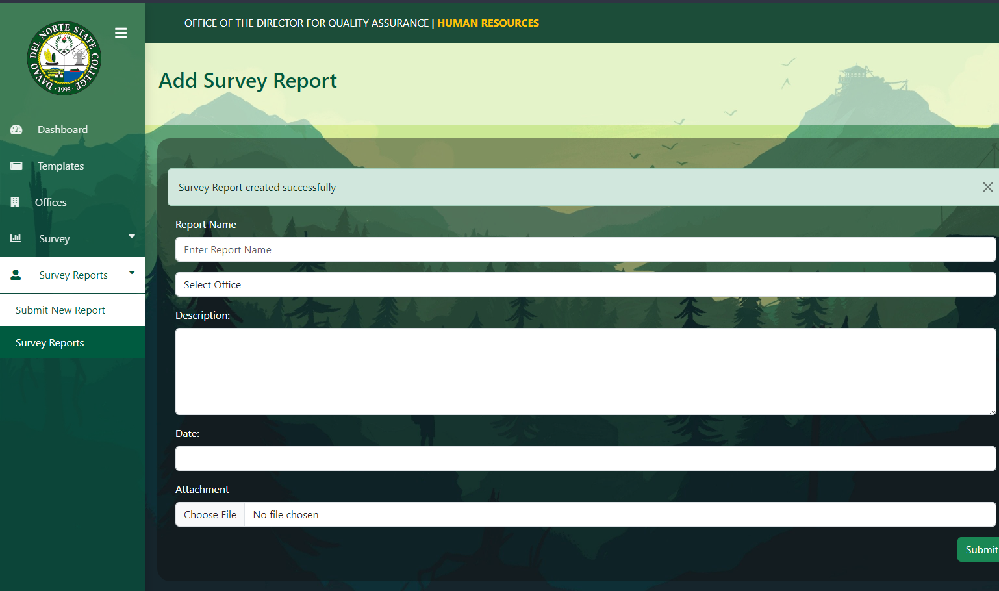 DAVAO DEL NORTE STATE COLLEGE
· 1995 ·
OFFICE OF THE DIRECTOR FOR QUALITY ASSURANCE | HUMAN RESOURCES
Add Survey Report
Dashboard
Templates
Offices
Survey
Survey Reports
Submit New Report
Survey Reports
Survey Report created successfully
Report Name
Enter Report Name
Select Office
Description:
Date:
Attachment
Choose File No file chosen
Submit